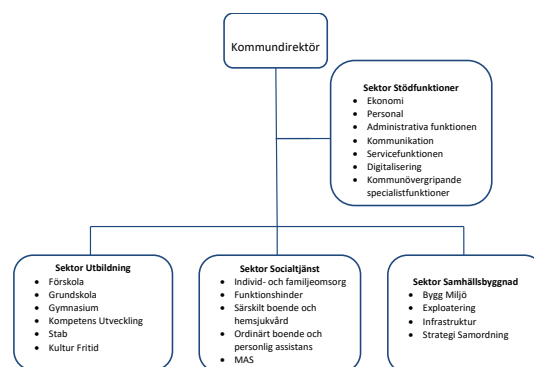 Kommundirektör
Sektor Stödfunktioner
• Ekonomi
• Personal
• Administrativa funktionen
• Kommunikation
• Servicefunktionen
• Digitalisering
• Kommunövergripande
specialistfunktioner
Sektor Utbildning
• Förskola
• Grundskola
• Gymnasium
• Kompetens Utveckling
• Stab
• Kultur Fritid
Sektor Socialtjänst
• Individ- och familjeomsorg
• Funktionshinder
• Särskilt boende och
hemsjukvård
• Ordinärt boende och
personlig assistans
• MAS
Sektor Samhällsbyggnad
• Bygg Miljö
• Exploatering
• Infrastruktur
• Strategi Samordning